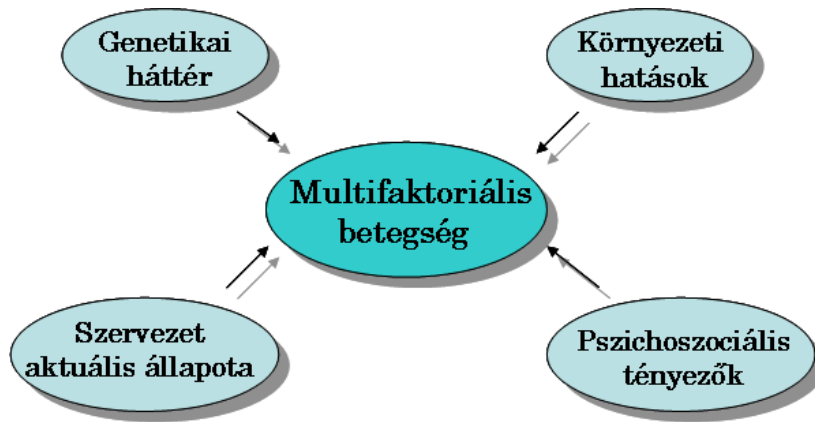 Genetikai
háttér
Környezeti
hatások
Multifaktoriális
betegség
Szervezet
aktuális állapota
Pszichoszociális
tényezők